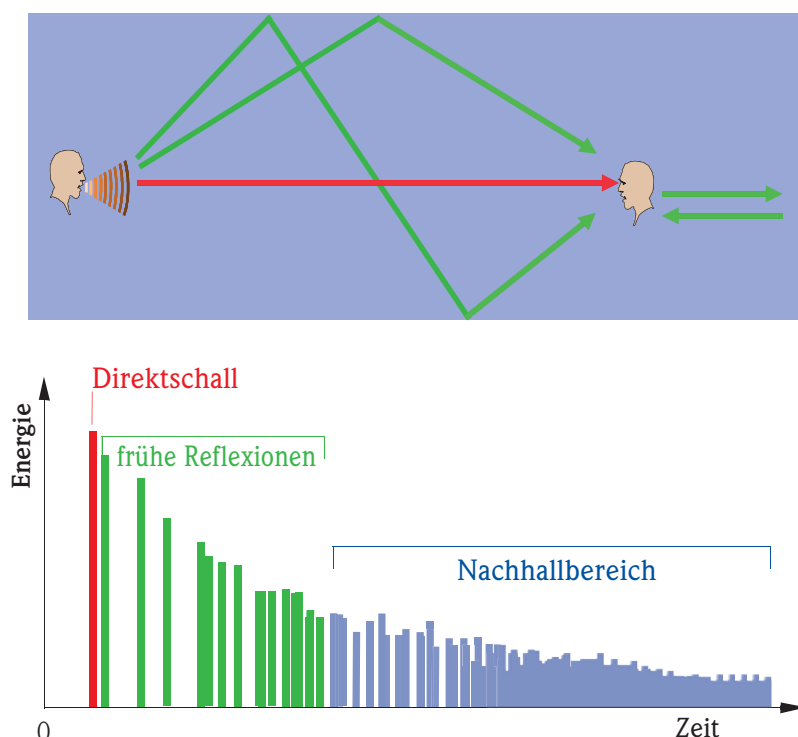 Direktschall
Energie
frühe Reflexionen
Nachhallbereich
0
Zeit